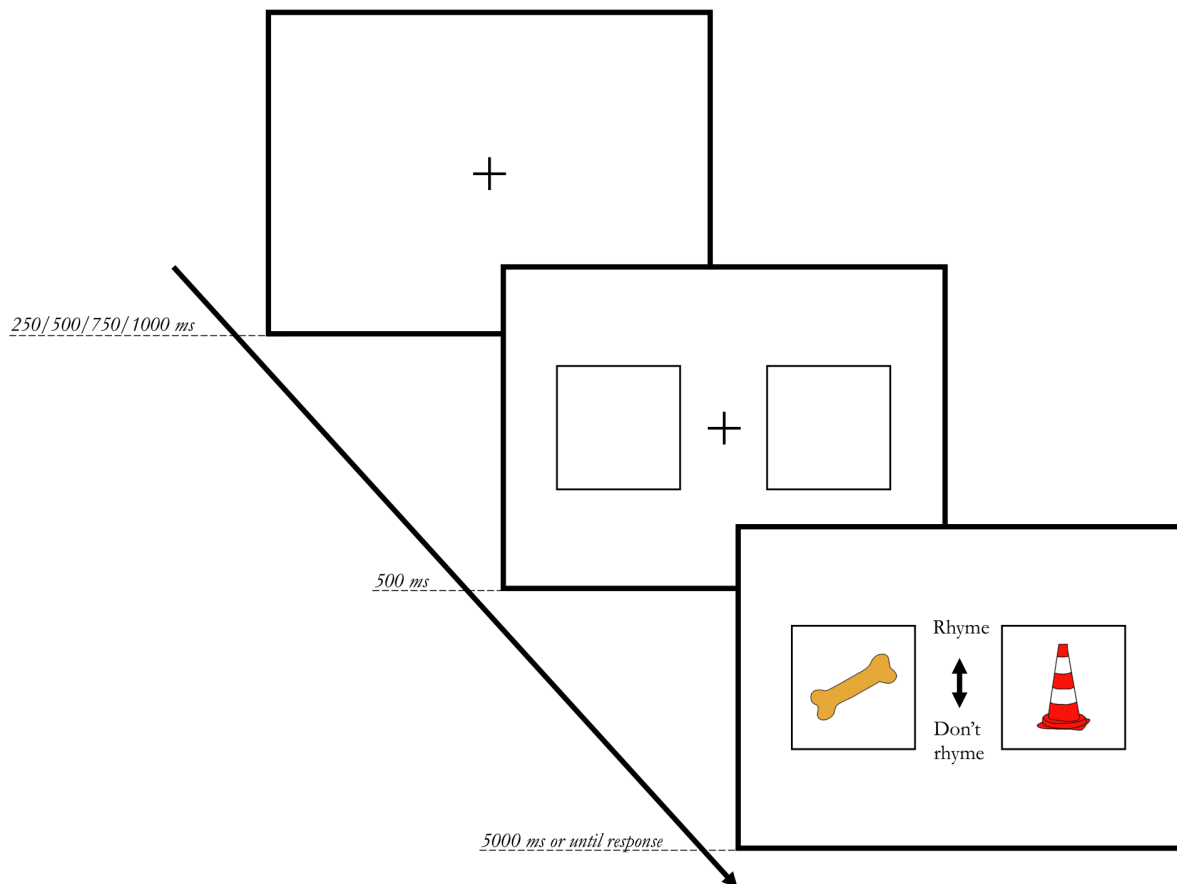 250/500/750/1000 ms
500 ms
Rhyme
Don't
rhyme
5000 ms or until response